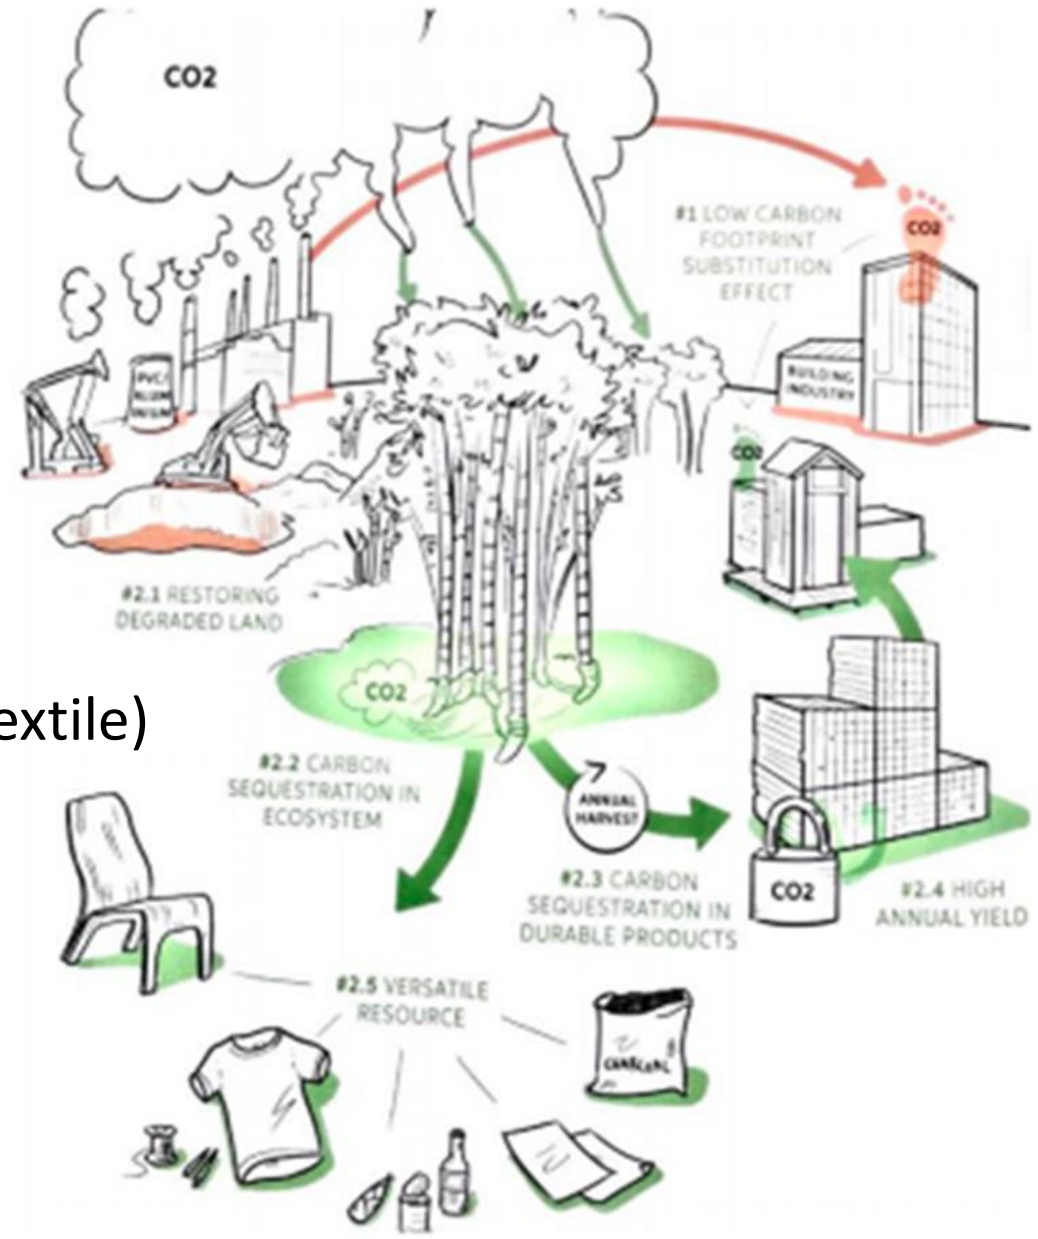 CO2
#1 LOW CARBON
FOOTPRINT
SUBSTITUTION
EFFECT
CO2
PVC/
BUILDING
INDUSTRY
CO2
#2.1 RESTORING
DEGRADED LAND
CO2
extile)
#2.2 CARBON
SEQUESTRATION IN
ECOSYSTEM
ANNUAL
HARVEST
#2.3 CARBON
SEQUESTRATION IN
DURABLE PRODUCTS
CO2
#2.4 HIGH
ANNUAL YIELD
#2.5 VERSATILE
RESOURCE
CHARCOAL